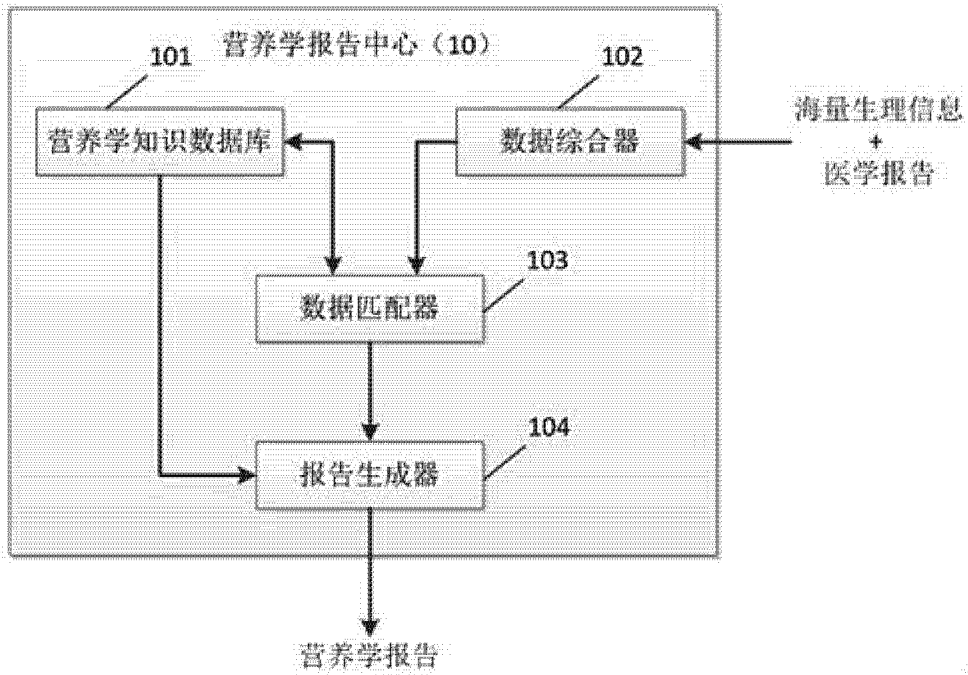 营养学报告中心（10）
101
102
营养学知识数据库
数据综合器
海量生理信息
+
医学报告
103
数据匹配器
104
报告生成器
营养学报告